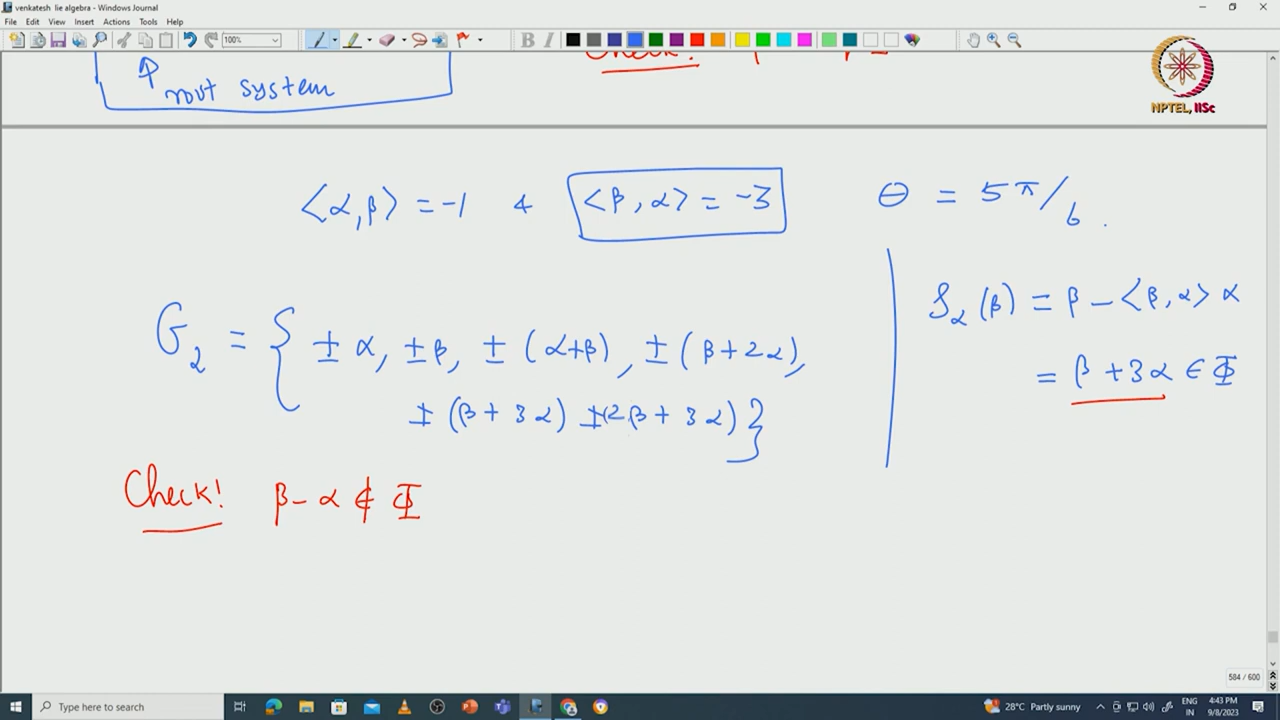 venkatesh lie algebra - Windows Journal
File Edit View Insert Actions Tools Help
100%
B I
Check!
root system
NPTEL, IISc
⟨α,β⟩ = -1 & ⟨β,α⟩ = -3 θ = 5π/6.
S_α(β) = β - ⟨β,α⟩ α
G₂ = { ± α, ±β, ± (α+β), ± (β+2α),
= β + 3α ∈ Φ
± (β + 3α) ±(2β + 3α) }
Check! β - α ∉ Φ
584 / 600
Type here to search
28°C Partly sunny
ENG
IN
4:43 PM
9/8/2023